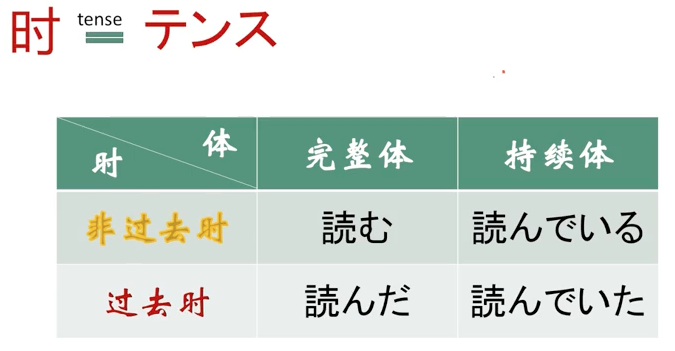 时 tense = テンス
时 体 完整体 持续体
非过去时 読む 読んでいる
过去时 読んだ 読んでいた